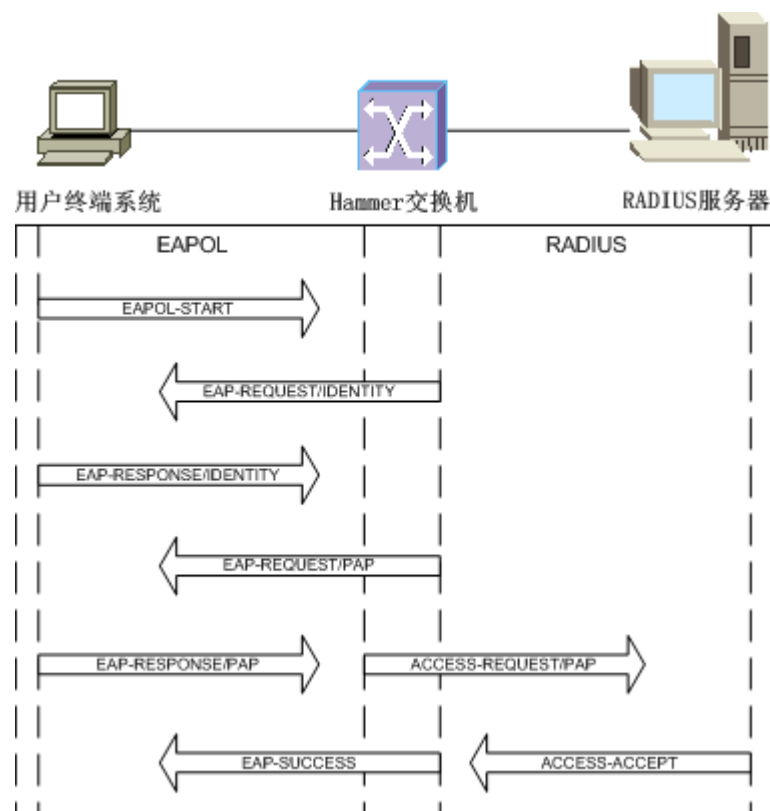 用户终端系统 Hammer交换机 RADIUS服务器
EAPOL RADIUS
EAPOL-START
EAP-REQUEST/IDENTITY
EAP-RESPONSE/IDENTITY
EAP-REQUEST/PAP
EAP-RESPONSE/PAP ACCESS-REQUEST/PAP
EAP-SUCCESS ACCESS-ACCEPT